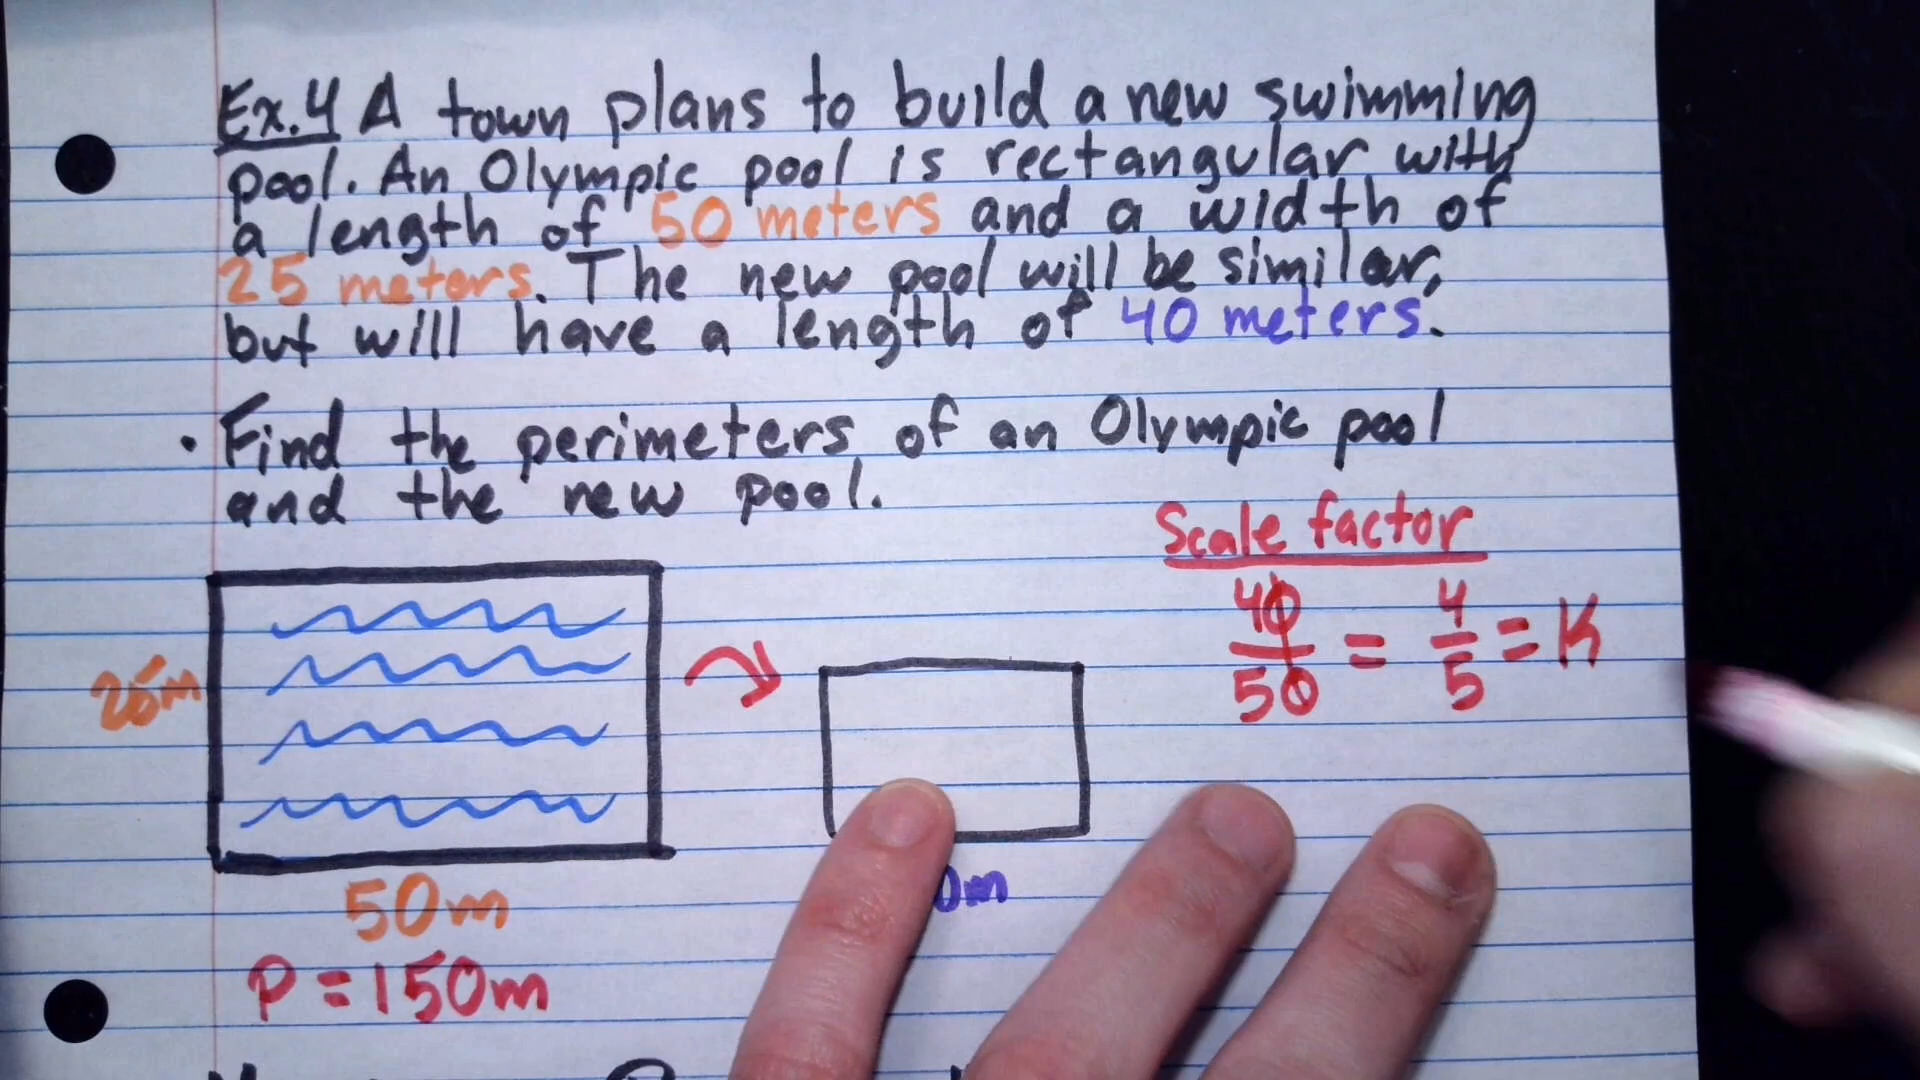 Ex.4 A town plans to build a new swimming
pool. An Olympic pool is rectangular with
a length of 50 meters and a width of
25 meters. The new pool will be similar,
but will have a length of 40 meters.
• Find the perimeters of an Olympic pool
and the new pool.
Scale factor
40/50 = 4/5 = K
25m
50m
0m
P = 150m